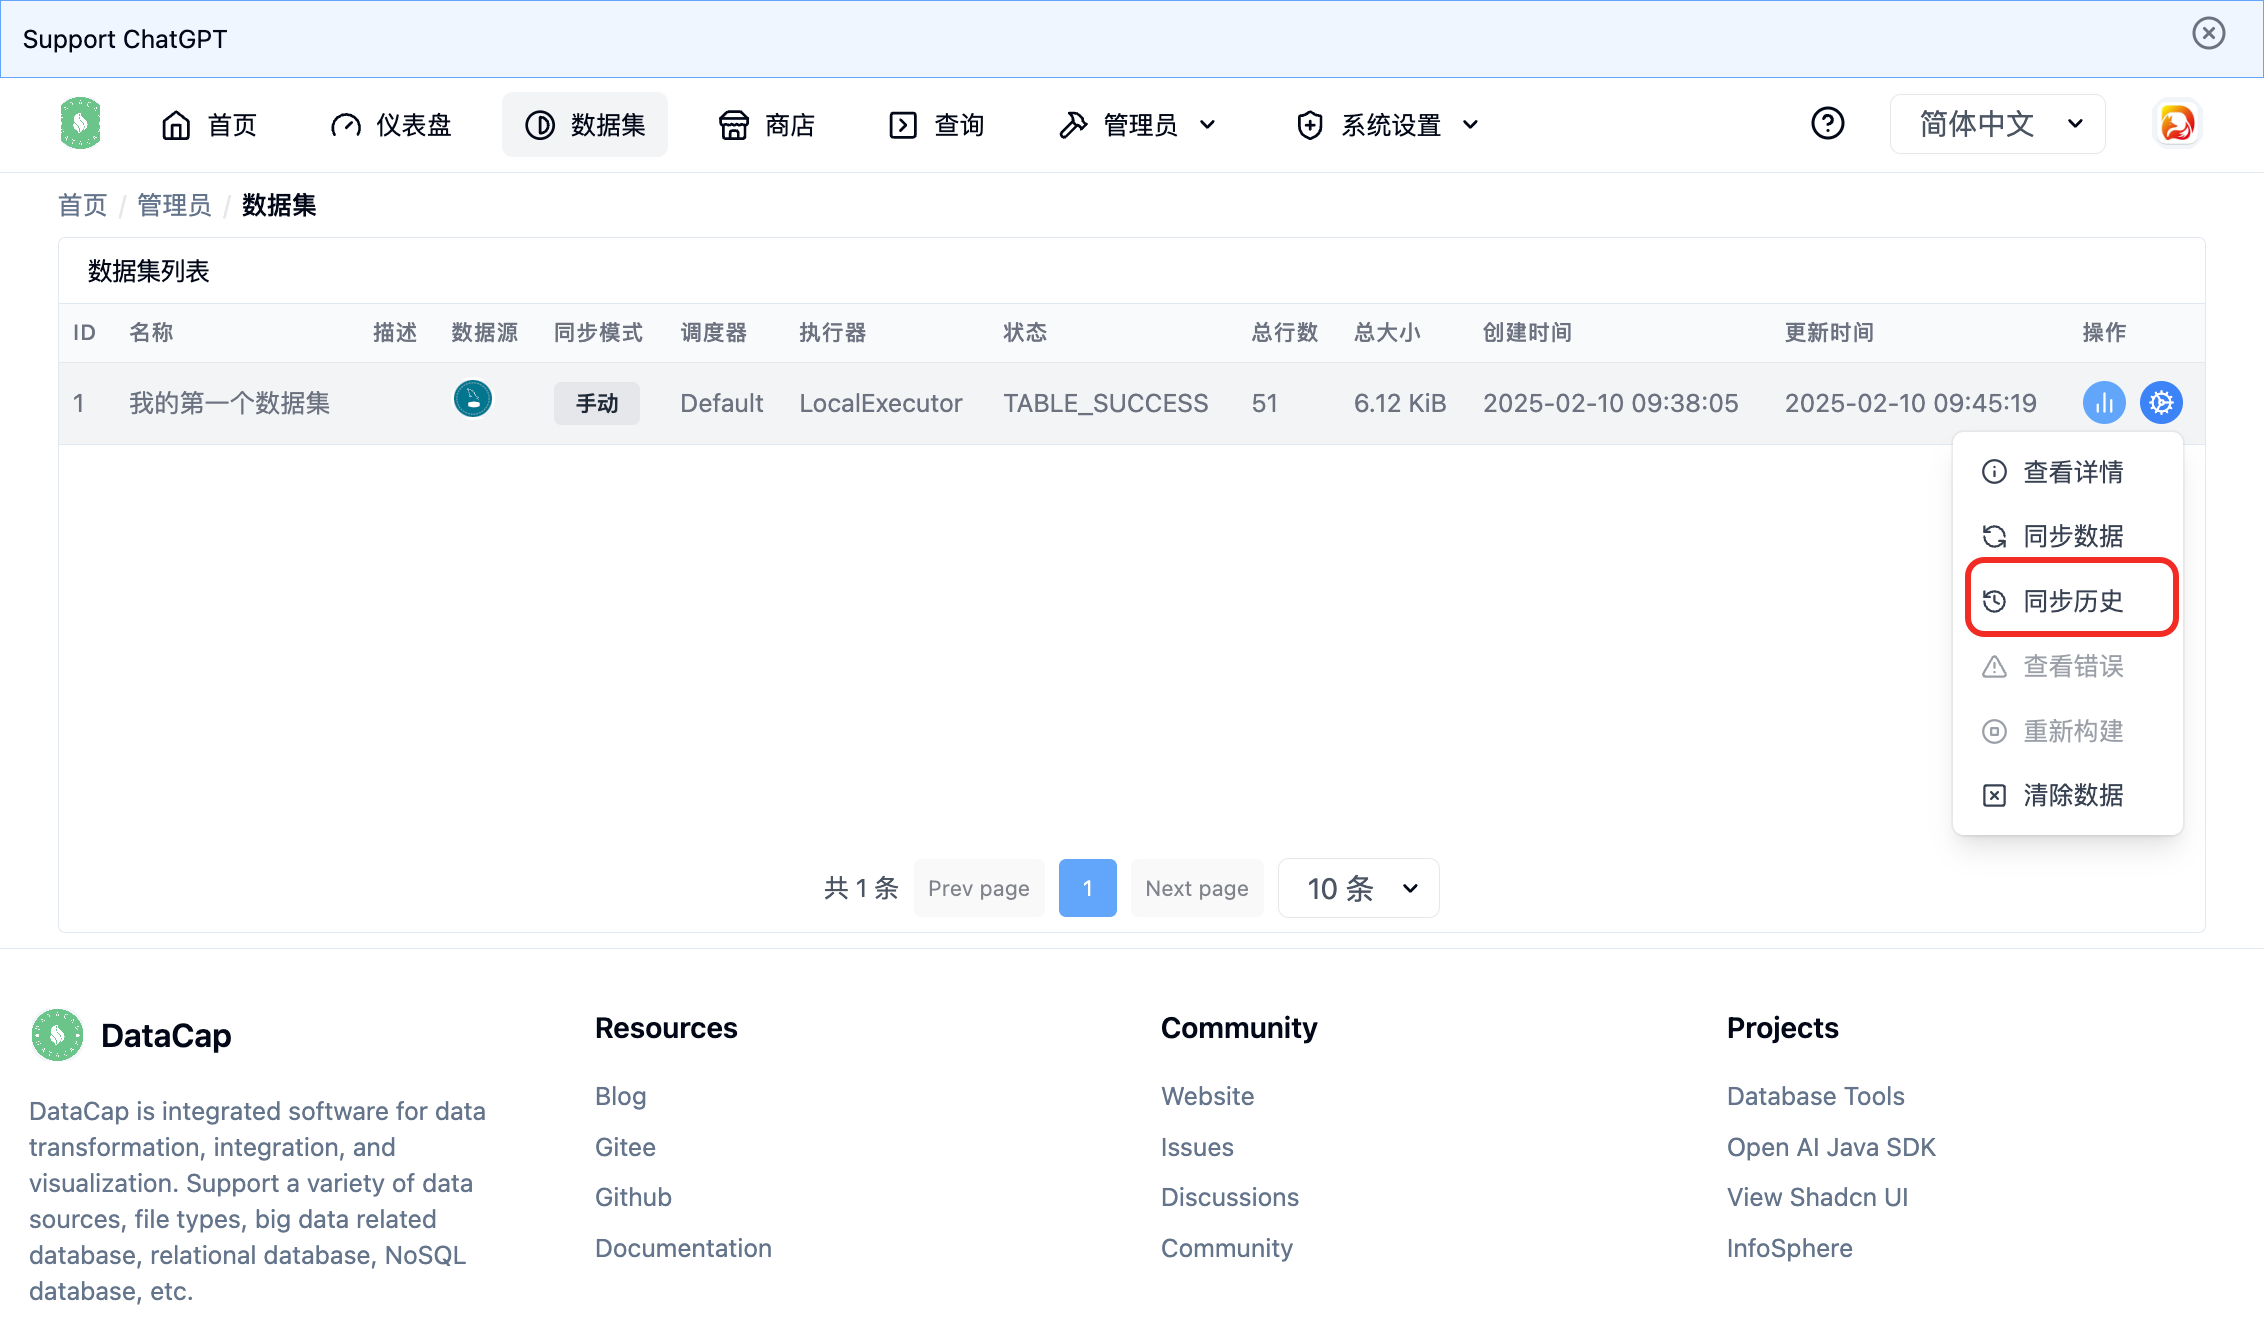 Support ChatGPT
首页 仪表盘 数据集 商店 查询 管理员 系统设置 简体中文
首页 / 管理员 / 数据集
数据集列表
ID 名称 描述 数据源 同步模式 调度器 执行器 状态 总行数 总大小 创建时间 更新时间 操作
1 我的第一个数据集 手动 Default LocalExecutor TABLE_SUCCESS 51 6.12 KiB 2025-02-10 09:38:05 2025-02-10 09:45:19
查看详情
同步数据
同步历史
查看错误
重新构建
清除数据
共 1 条 Prev page 1 Next page 10 条
DataCap
DataCap is integrated software for data
transformation, integration, and
visualization. Support a variety of data
sources, file types, big data related
database, relational database, NoSQL
database, etc.
Resources
Blog
Gitee
Github
Documentation
Community
Website
Issues
Discussions
Community
Projects
Database Tools
Open AI Java SDK
View Shadcn UI
InfoSphere